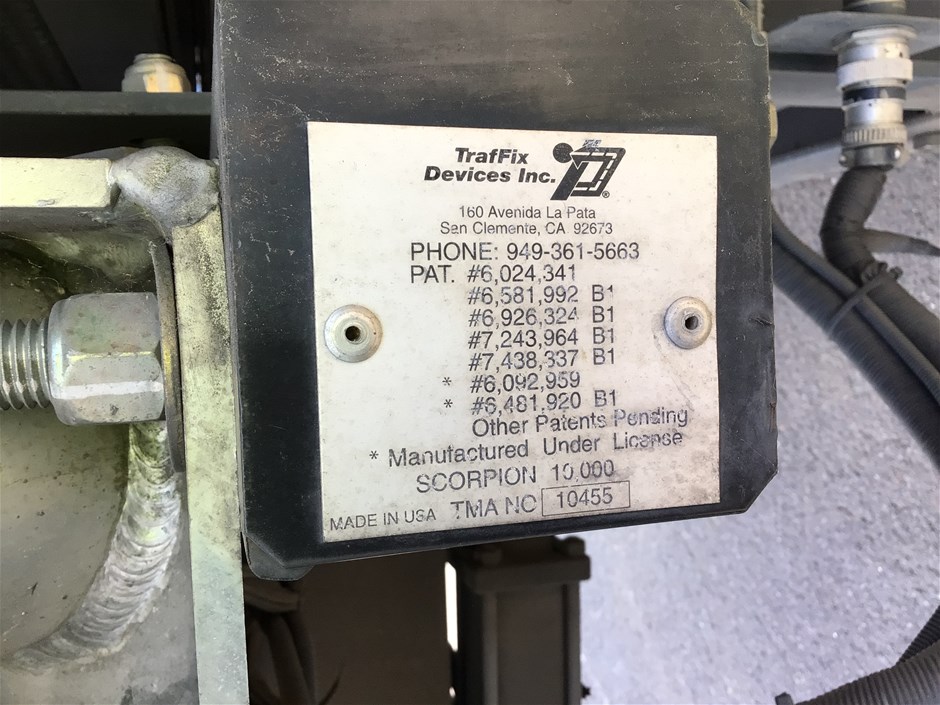 TrafFix
Devices Inc.
®
160 Avenida La Pata
San Clemente, CA 92673
PHONE: 949-361-5663
PAT. #6,024,341
#6,581,992 B1
#6,926,324 B1
#7,243,964 B1
#7,438,337 B1
* #6,092,959
* #6,481,920 B1
Other Patents Pending
* Manufactured Under License
SCORPION 10,000
MADE IN USA TMA NO 10455